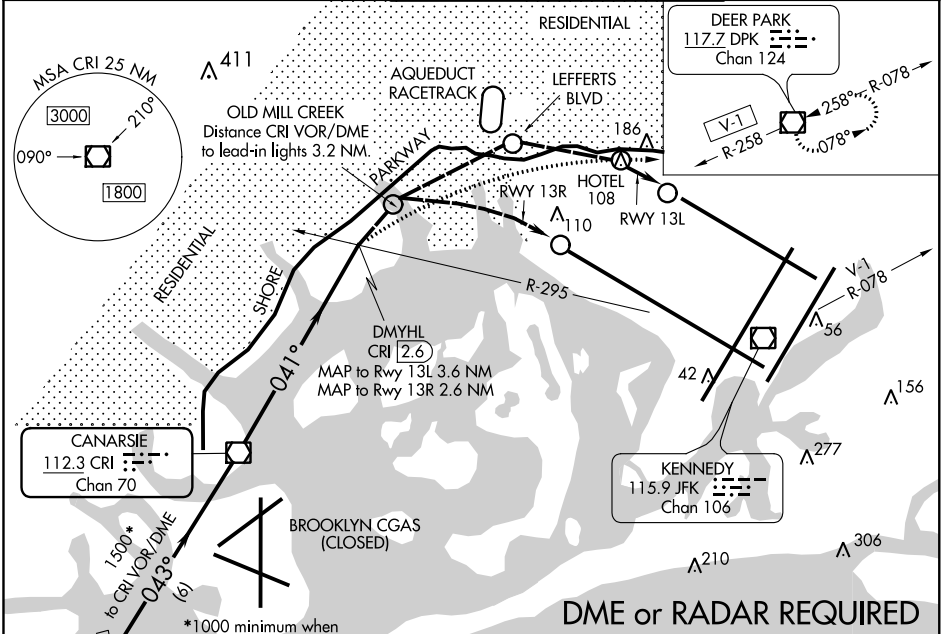 RESIDENTIAL
DEER PARK
117.7 DPK
Chan 124
258°
R-078
V-1
R-258
078°
411
MSA CRI 25 NM
3000
210°
090°
1800
AQUEDUCT
RACETRACK
LEFFERTS
BLVD
OLD MILL CREEK
Distance CRI VOR/DME
to lead-in lights 3.2 NM.
PARKWAY
186
HOTEL
108
RWY 13R
RWY 13L
110
RESIDENTIAL
SHORE
R-295
V-1
R-078
56
DMYHL
CRI 2.6
MAP to Rwy 13L 3.6 NM
MAP to Rwy 13R 2.6 NM
041°
42
156
CANARSIE
112.3 CRI
Chan 70
277
KENNEDY
115.9 JFK
Chan 106
BROOKLYN CGAS
(CLOSED)
1500*
to CRI VOR/DME
043°
(6)
210
306
*1000 minimum when
DME or RADAR REQUIRED